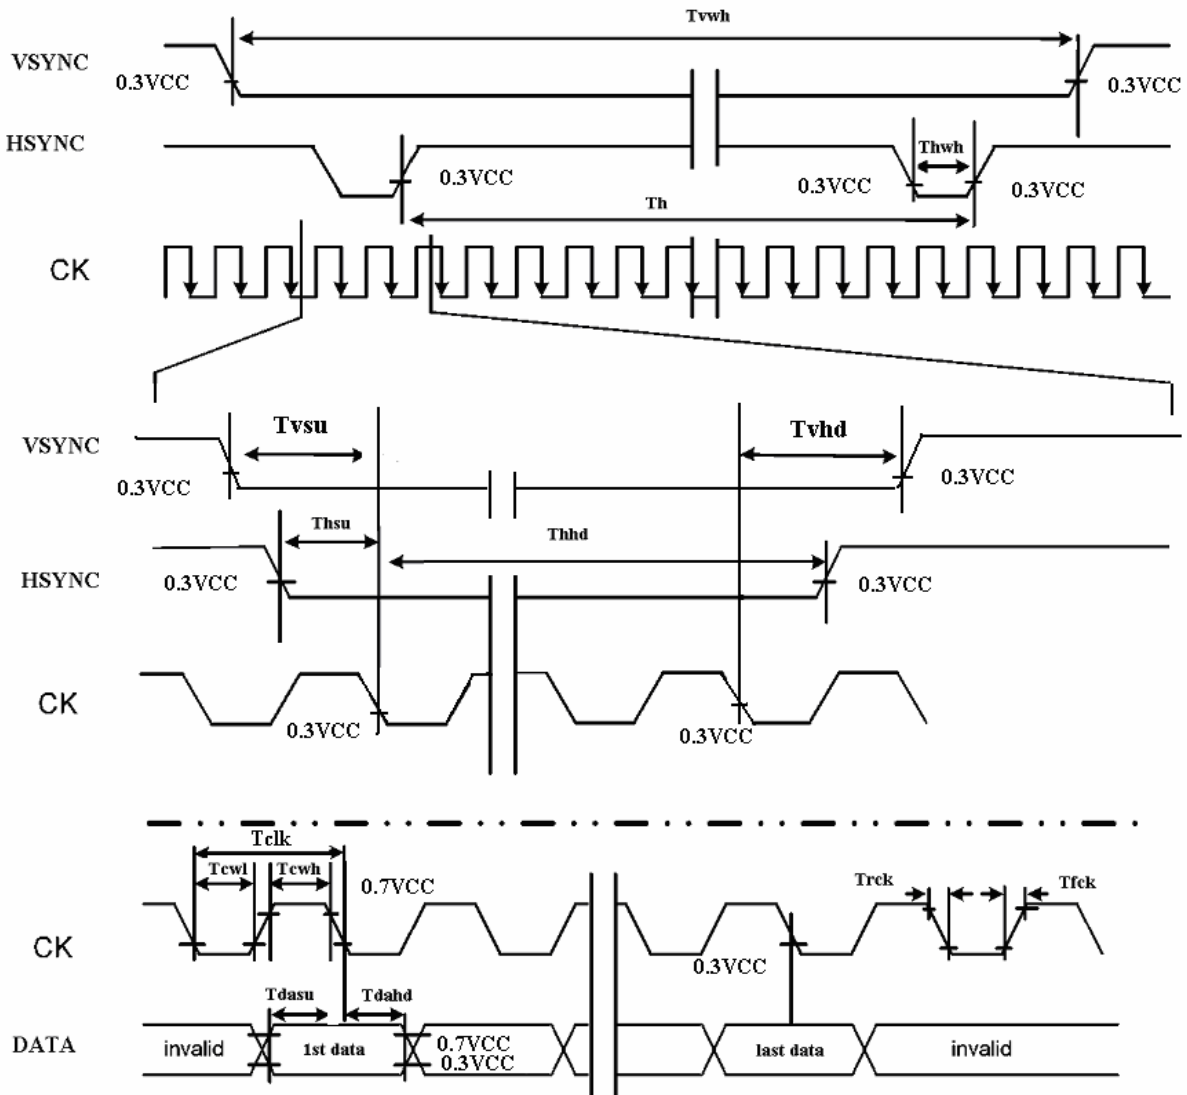 Tvwh
VSYNC
0.3VCC
0.3VCC
HSYNC
Thwh
0.3VCC
0.3VCC
0.3VCC
Th
CK
Tvsu
Tvhd
VSYNC
0.3VCC
0.3VCC
Thsu
Thhd
HSYNC
0.3VCC
0.3VCC
CK
0.3VCC
0.3VCC
Tclk
Tcwl
Tcwh
0.7VCC
Trck
Tfck
CK
0.3VCC
Tdasu
Tdahd
DATA
invalid
1st data
0.7VCC
0.3VCC
last data
invalid